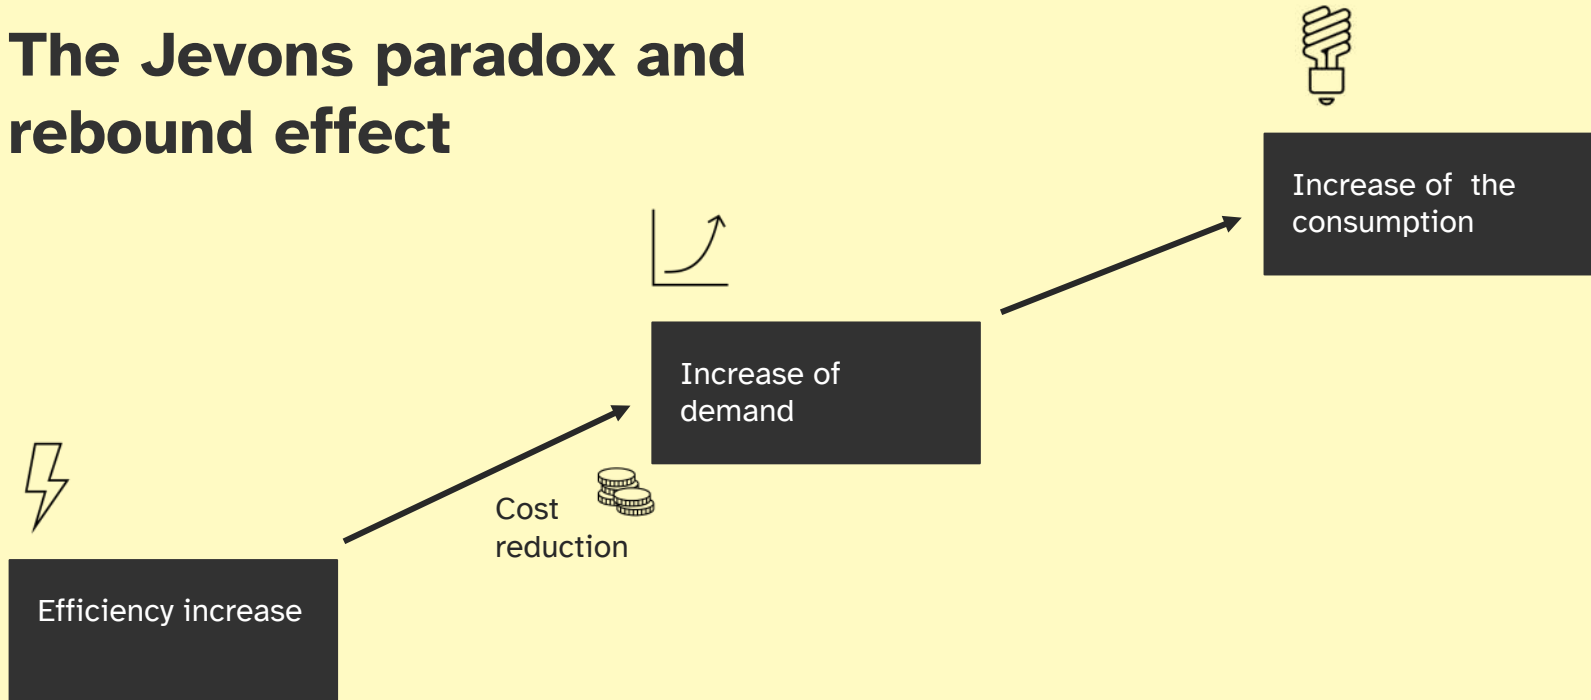 The Jevons paradox and
rebound effect
Increase of  the
consumption
Increase of
demand
Cost
reduction
Efficiency increase